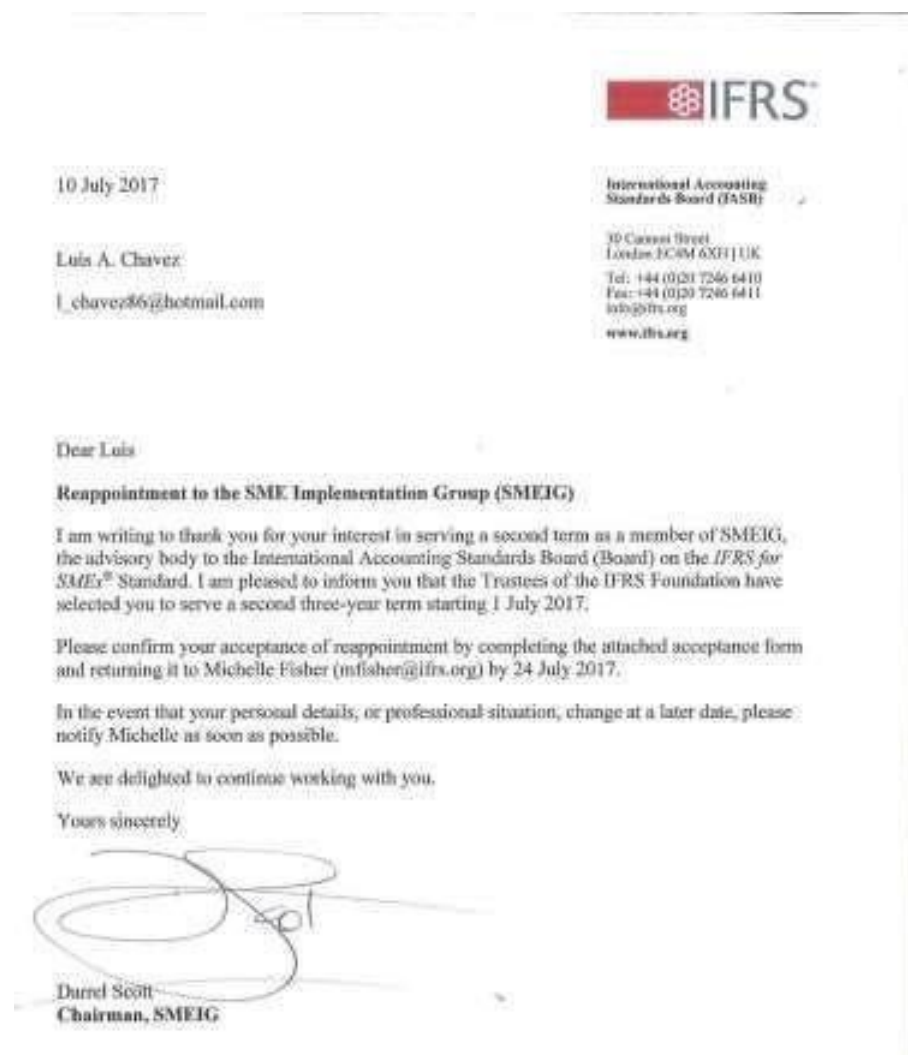 IFRS
10 July 2017
International Accounting
Standards Board (IASB)
30 Cannon Street
London EC4M 6XH | UK
Luis A. Chavez
Tel: +44 (0)20 7246 6410
Fax: +44 (0)20 7246 6411
l_chavez86@hotmail.com
info@ifrs.org
www.ifrs.org
Dear Luis
Reappointment to the SME Implementation Group (SMEIG)
I am writing to thank you for your interest in serving a second term as a member of SMEIG,
the advisory body to the International Accounting Standards Board (Board) on the IFRS for
SMEs® Standard. I am pleased to inform you that the Trustees of the IFRS Foundation have
selected you to serve a second three-year term starting 1 July 2017.
Please confirm your acceptance of reappointment by completing the attached acceptance form
and returning it to Michelle Fisher (mfisher@ifrs.org) by 24 July 2017.
In the event that your personal details, or professional situation, change at a later date, please
notify Michelle as soon as possible.
We are delighted to continue working with you.
Yours sincerely
Darrel Scott
Chairman, SMEIG